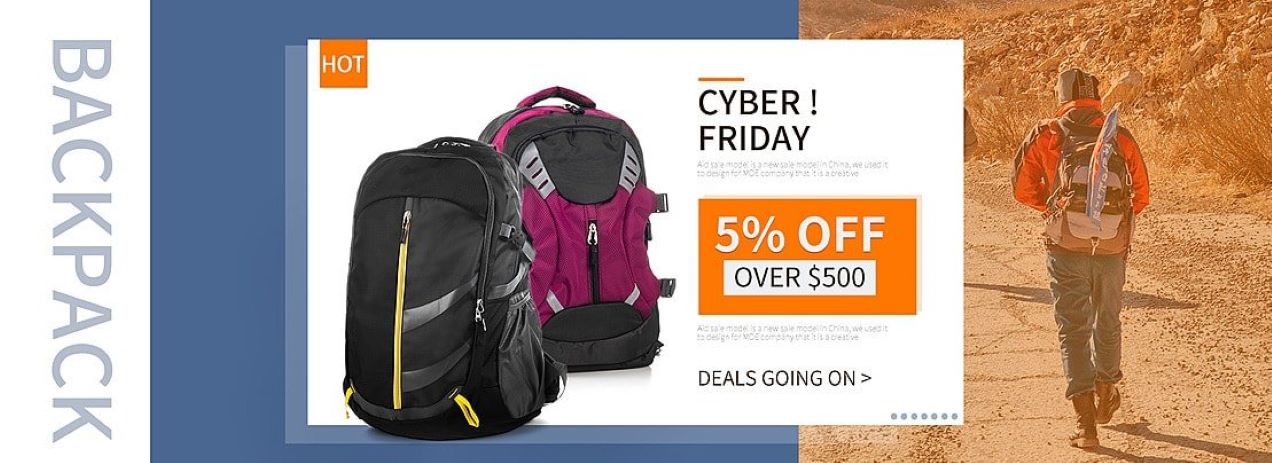 BACKPACK
HOT
CYBER !
FRIDAY
Aid sale model is a new sale model in China, we used it
to design for MOE company that it is a creative
5% OFF
OVER $500
Aid sale model is a new sale model in China, we used it
to design for MOE company that it is a creative
DEALS GOING ON >